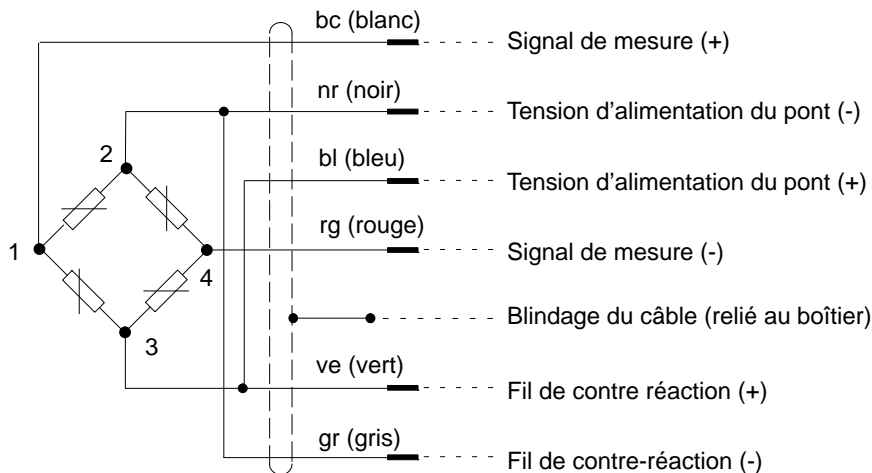 bc (blanc) Signal de mesure (+)
nr (noir) Tension d'alimentation du pont (-)
2 bl (bleu) Tension d'alimentation du pont (+)
1 4 rg (rouge) Signal de mesure (-)
Blindage du câble (relié au boîtier)
3 ve (vert) Fil de contre réaction (+)
gr (gris) Fil de contre-réaction (-)